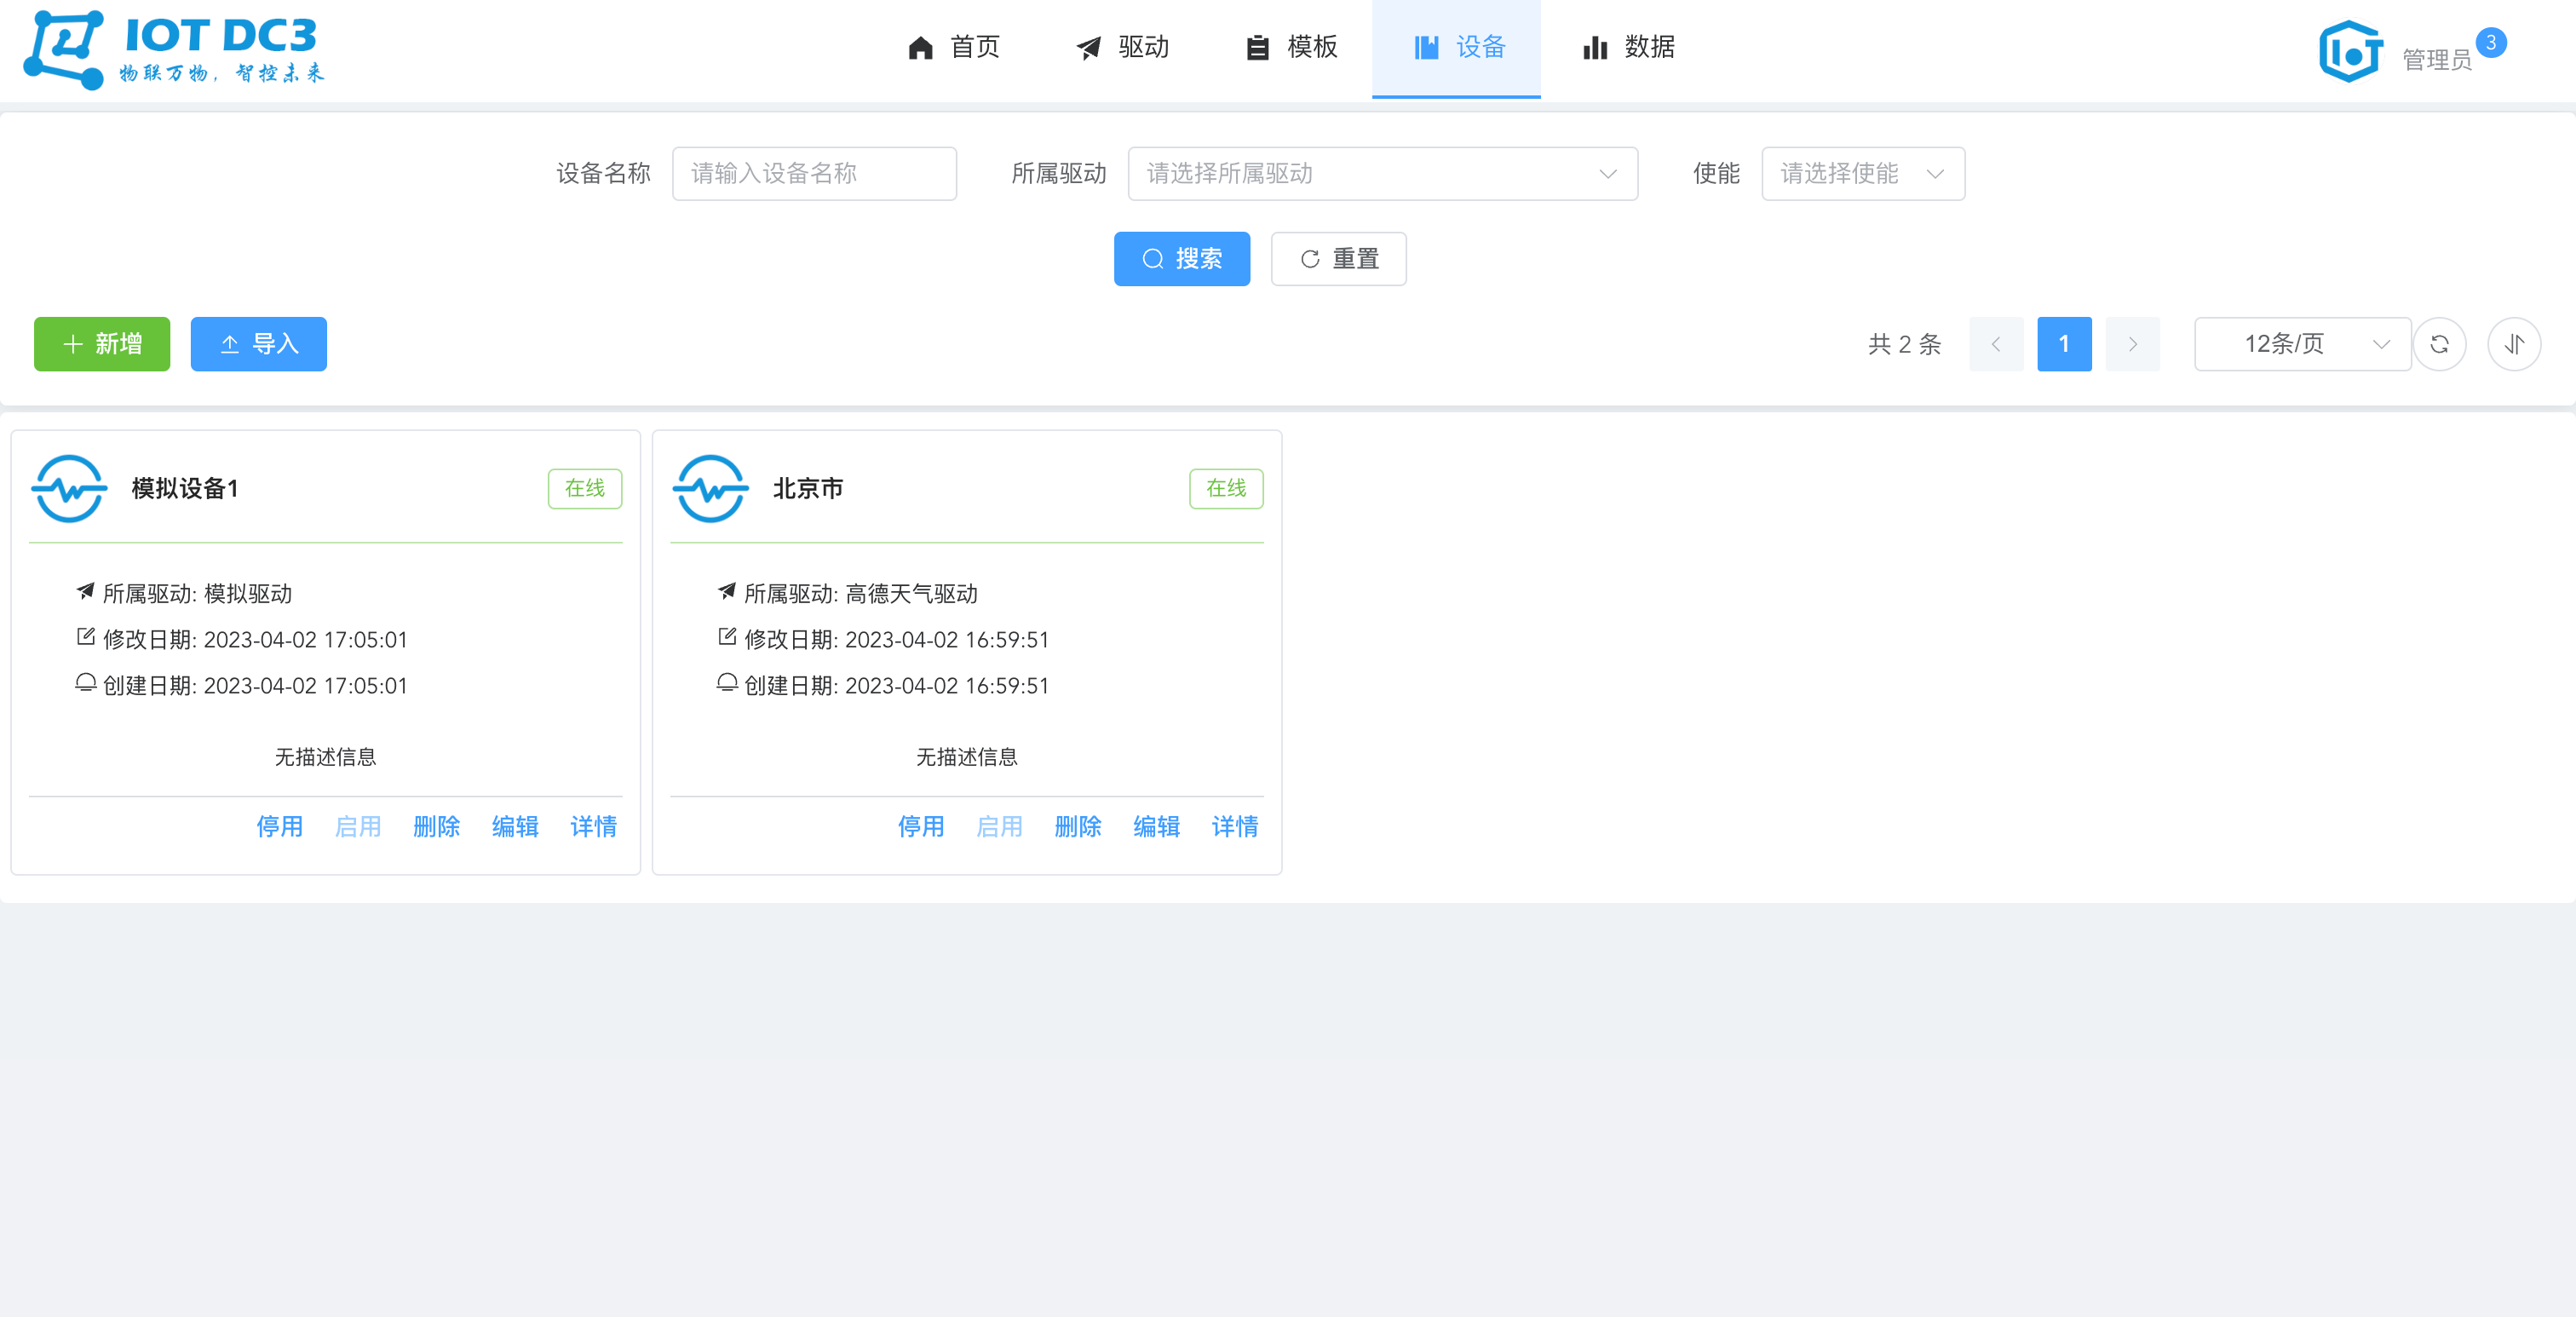 IOT DC3
物联万物，智控未来
首页 驱动 模板 设备 数据
管理员 3
设备名称 请输入设备名称 所属驱动 请选择所属驱动 使能 请选择使能
搜索 重置
新增 导入 共 2 条 1 12条/页
模拟设备1 在线
所属驱动: 模拟驱动
修改日期: 2023-04-02 17:05:01
创建日期: 2023-04-02 17:05:01
无描述信息
停用 启用 删除 编辑 详情
北京市 在线
所属驱动: 高德天气驱动
修改日期: 2023-04-02 16:59:51
创建日期: 2023-04-02 16:59:51
无描述信息
停用 启用 删除 编辑 详情